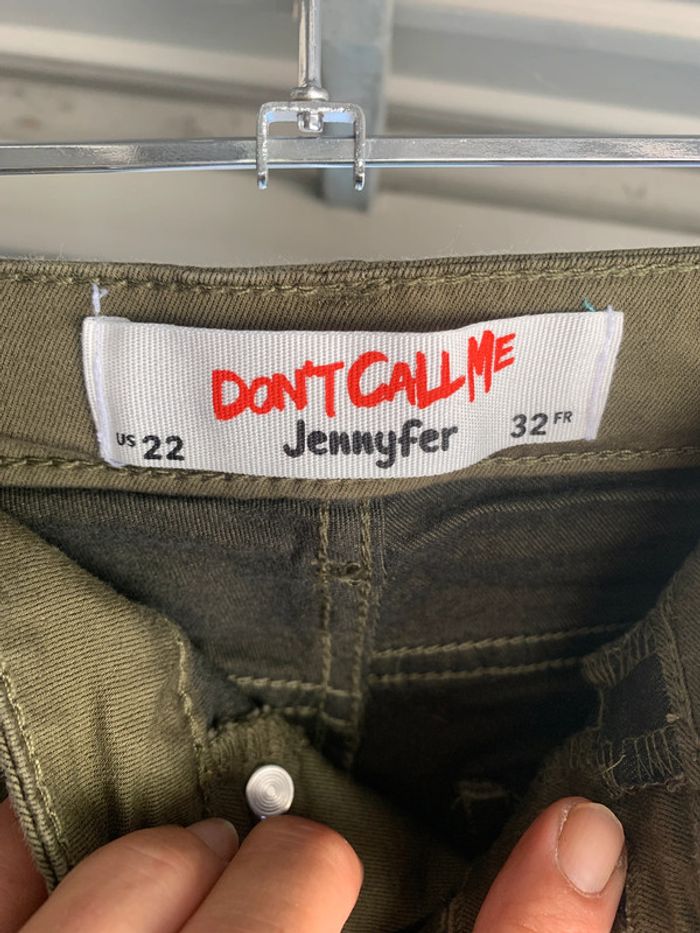 DON'T CALL ME
Jennyfer
US 22
32 FR